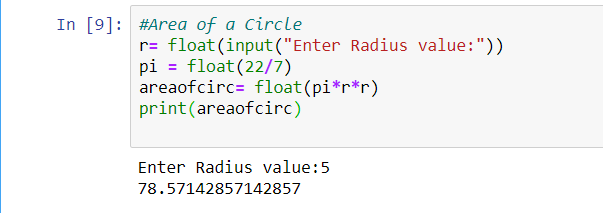 In [9]: #Area of a Circle
r= float(input("Enter Radius value:"))
pi = float(22/7)
areaofcirc= float(pi*r*r)
print(areaofcirc)
Enter Radius value:5
78.57142857142857